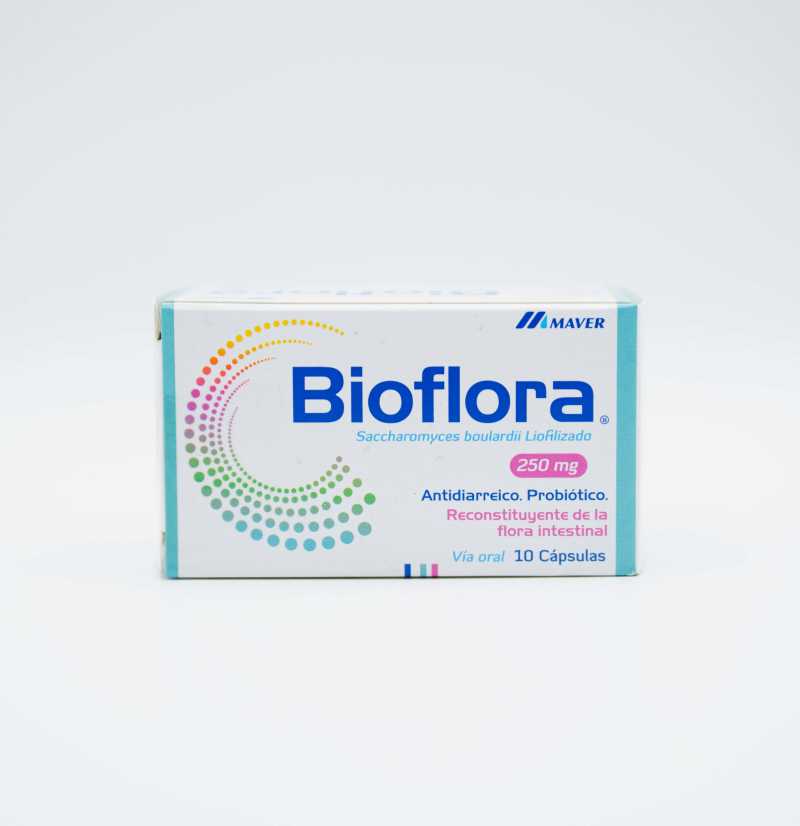 MAVER
Bioflora®
Saccharomyces boulardii Liofilizado
250 mg
Antidiarreico. Probiótico.
Reconstituyente de la
flora intestinal
Vía oral 10 Cápsulas